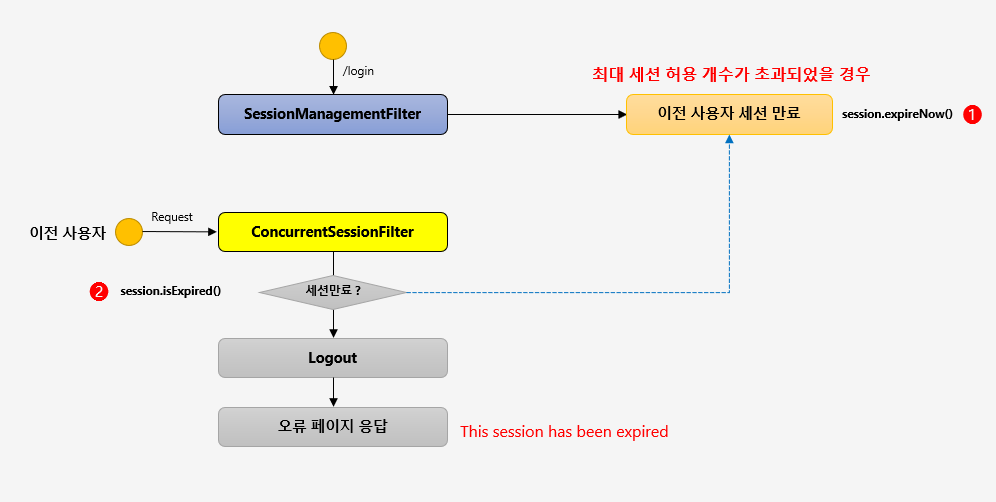 /login
최대 세션 허용 개수가 초과되었을 경우
SessionManagementFilter
이전 사용자 세션 만료
session.expireNow()
1
이전 사용자
Request
ConcurrentSessionFilter
2
session.isExpired()
세션만료 ?
Logout
오류 페이지 응답
This session has been expired